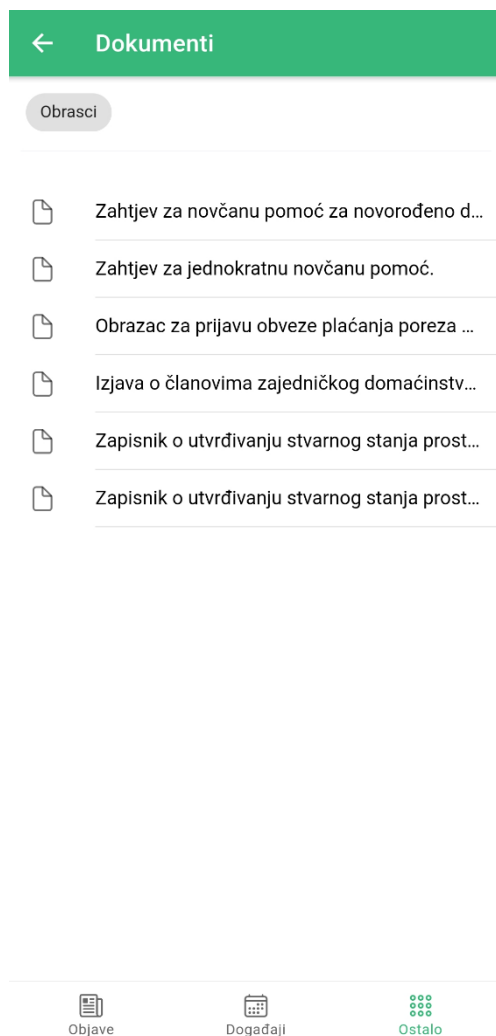 Dokumenti
Obrasci
Zahtjev za novčanu pomoć za novorođeno d...
Zahtjev za jednokratnu novčanu pomoć.
Obrazac za prijavu obveze plaćanja poreza ...
Izjava o članovima zajedničkog domaćinstv...
Zapisnik o utvrđivanju stvarnog stanja prost...
Zapisnik o utvrđivanju stvarnog stanja prost...
Objave
Događaji
Ostalo